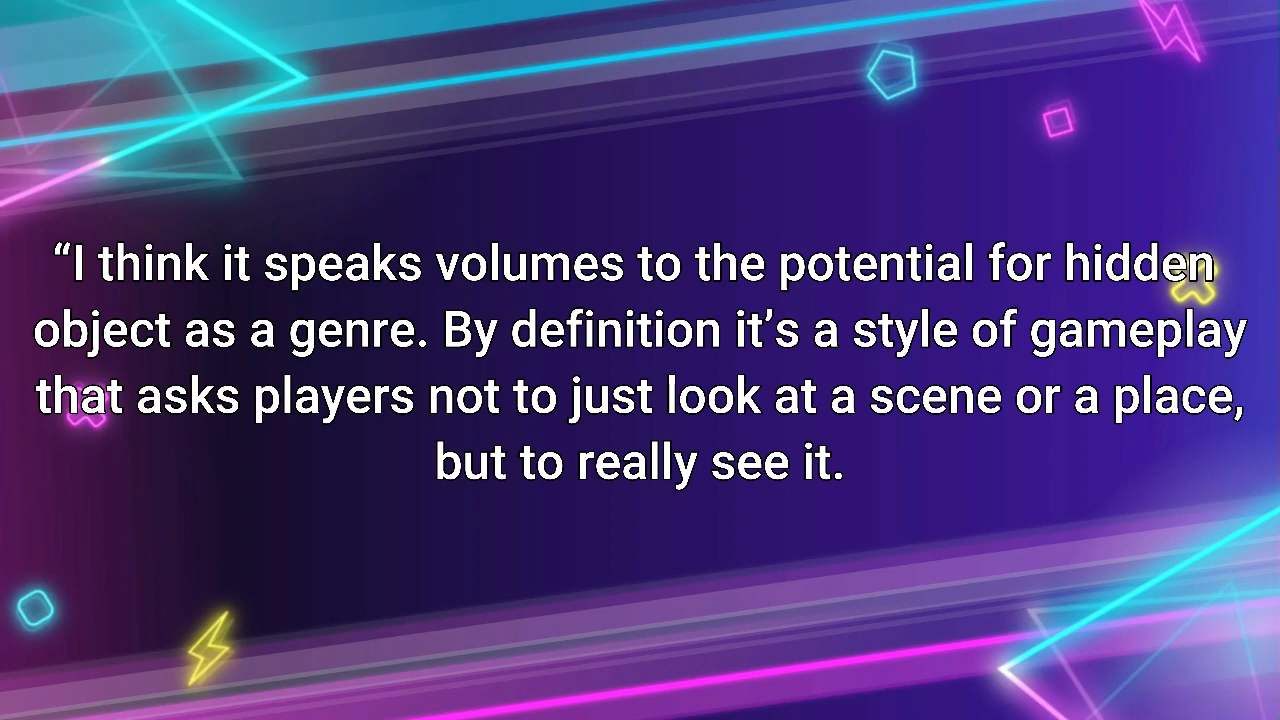 “I think it speaks volumes to the potential for hidden
object as a genre. By definition it’s a style of gameplay
that asks players not to just look at a scene or a place,
but to really see it.